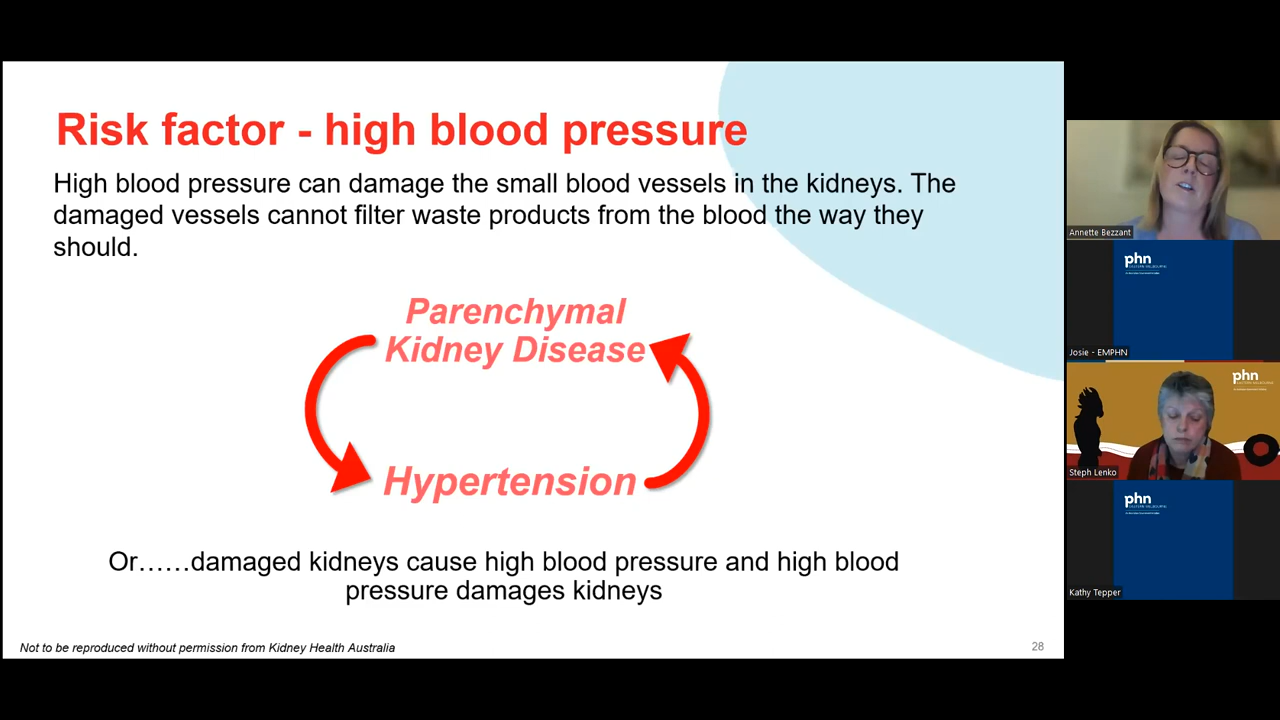 Risk factor - high blood pressure
High blood pressure can damage the small blood vessels in the kidneys. The
damaged vessels cannot filter waste products from the blood the way they
should.
Parenchymal
Kidney Disease
Hypertension
Or……damaged kidneys cause high blood pressure and high blood
pressure damages kidneys
Not to be reproduced without permission from Kidney Health Australia
28
Annette Bezzant
phn
Josie - EMPHN
phn
Steph Lenko
phn
Kathy Tepper